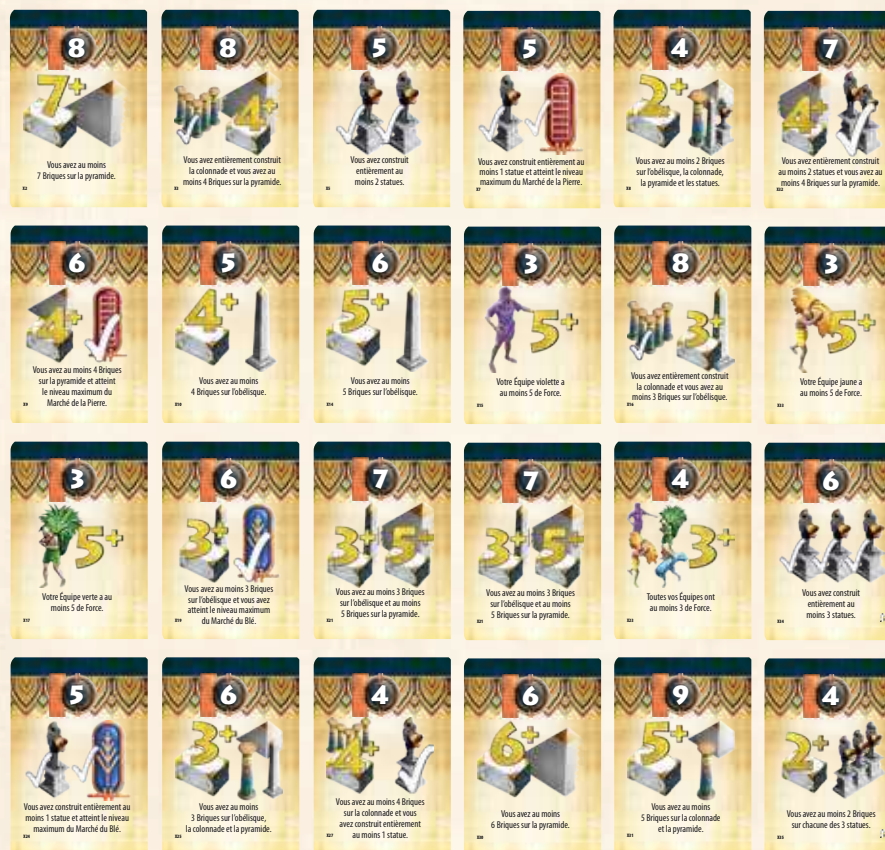 8
7+
Vous avez au moins
7 Briques sur la pyramide.
8
4+
Vous avez entièrement construit
la colonnade et vous avez au
moins 4 Briques sur la pyramide.
5
Vous avez construit
entièrement au
moins 2 statues.
5
Vous avez construit entièrement au
moins 1 statue et atteint le niveau
maximum du Marché de la Pierre.
4
2+
Vous avez au moins 2 Briques
sur l'obélisque, la colonnade,
la pyramide et les statues.
7
4+
Vous avez entièrement construit
au moins 2 statues et vous avez au
moins 4 Briques sur la pyramide.
6
4+
Vous avez au moins 4 Briques
sur la pyramide et atteint
le niveau maximum du
Marché de la Pierre.
5
4+
Vous avez au moins
4 Briques sur l'obélisque.
6
5+
Vous avez au moins
5 Briques sur l'obélisque.
3
5+
Votre Équipe violette a
au moins 5 de Force.
8
3+
Vous avez entièrement construit
la colonnade et vous avez au
moins 3 Briques sur l'obélisque.
3
5+
Votre Équipe jaune a
au moins 5 de Force.
3
5+
Votre Équipe verte a au
moins 5 de Force.
6
3+
Vous avez au moins 3 Briques
sur l'obélisque et vous avez
atteint le niveau maximum
du Marché du Blé.
7
3+ 5+
Vous avez au moins 3 Briques
sur l'obélisque et au moins
5 Briques sur la pyramide.
7
3+ 5+
Vous avez au moins 3 Briques
sur l'obélisque et au moins
5 Briques sur la pyramide.
4
3+
Toutes vos Équipes ont
au moins 3 de Force.
6
Vous avez construit
entièrement au
moins 3 statues.
5
Vous avez construit entièrement au
moins 1 statue et atteint le niveau
maximum du Marché du Blé.
6
3+
Vous avez au moins
3 Briques sur l'obélisque,
la colonnade et la pyramide.
4
4+
Vous avez au moins 4 Briques
sur la colonnade et vous
avez construit entièrement
au moins 1 statue.
6
6+
Vous avez au moins
6 Briques sur la pyramide.
9
5+
Vous avez au moins
5 Briques sur la colonnade
et la pyramide.
4
2+
Vous avez au moins 2 Briques
sur chacune des 3 statues.